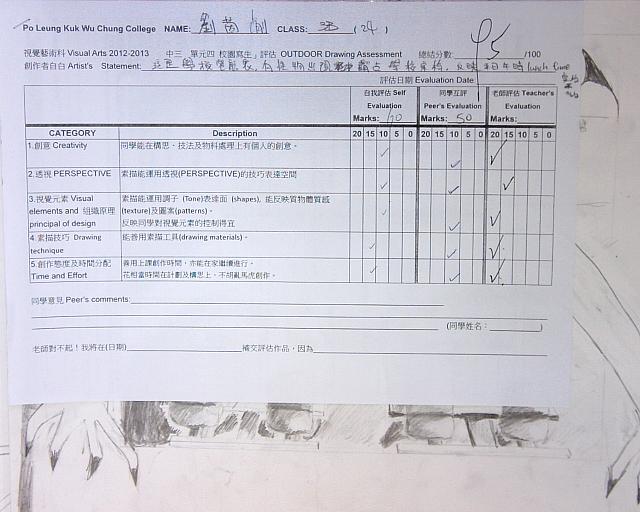 Po Leung Kuk Wu Chung College NAME: 劉茵 CLASS: 3B (24)
視覺藝術科 Visual Arts 2012-2013 中三 單元四 校園寫生」評估 OUTDOOR Drawing Assessment 總結分數: 95 /100
創作者自白 Artist's Statement:
評估日期 Evaluation Date:
自我評估 Self Evaluation 同學互評 Peer's Evaluation 老師評估 Teacher's Evaluation
Marks: 60 Marks: 50 Marks:
CATEGORY Description 20 15 10 5 0 20 15 10 5 0 20 15 10 5 0
1.創意 Creativity 同學能在構思、技法及物料處理上有個人的創意。
2.透視 PERSPECTIVE 素描能運用透視(PERSPECTIVE)的技巧表達空間
3.視覺元素 Visual elements and 組織原理 principal of design 素描能運用調子 (Tone)表達面 (shapes), 能反映質物體質感 (texture)及圖案(patterns)。
反映同學對視覺元素的控制得宜
4.素描技巧 Drawing technique 能善用素描工具(drawing materials)。
5.創作態度及時間分配 Time and Effort 善用上課創作時間，亦能在家繼續進行。
花相當時間在計劃及構思上，不胡亂馬虎創作。
同學意見 Peer's comments:
(同學姓名：)
老師對不起！我將在(日期) 補交評估作品，因為